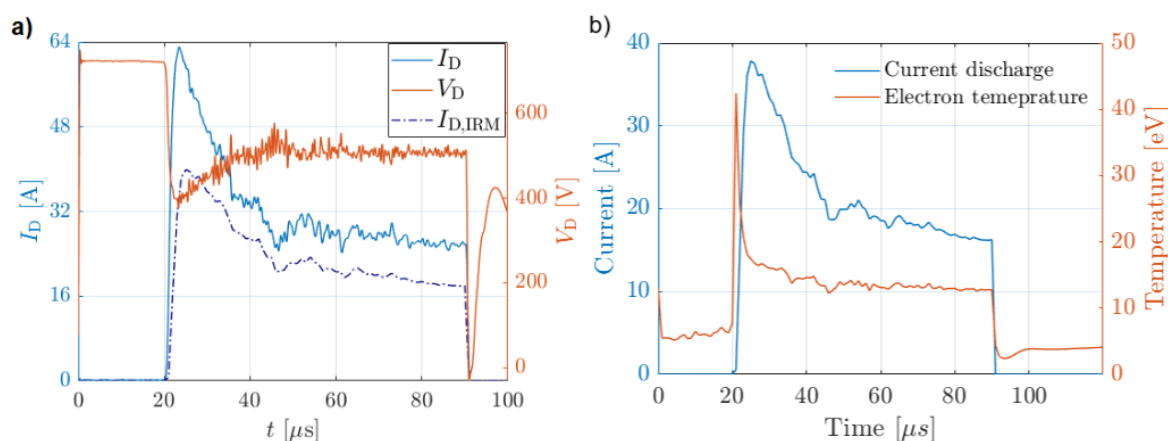 a)
64
48
32
16
0
I_D [A]
I_D
V_D
I_D,IRM
600
400
200
0
V_D [V]
0 20 40 60 80 100
t [μs]
b)
40
30
20
10
0
Current [A]
Current discharge
Electron temeprature
50
40
30
20
10
0
Temperature [eV]
0 20 40 60 80 100
Time [μs]